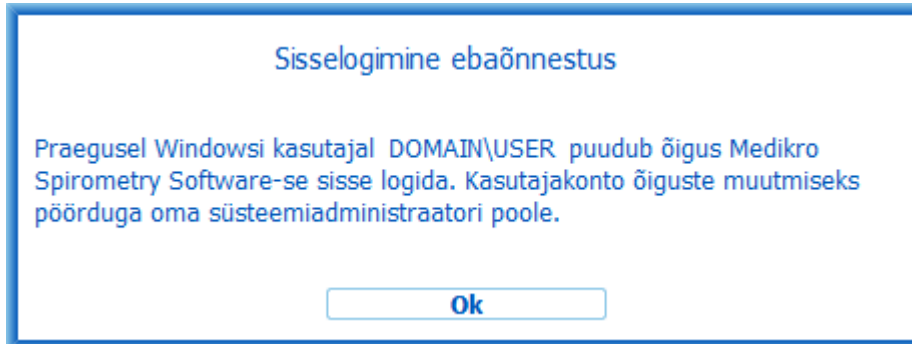 Sisselogimine ebaõnnestus
Praegusel Windowsi kasutajal DOMAIN\USER puudub õigus Medikro
Spirometry Software-se sisse logida. Kasutajakonto õiguste muutmiseks
pöörduga oma süsteemiadministraatori poole.
Ok